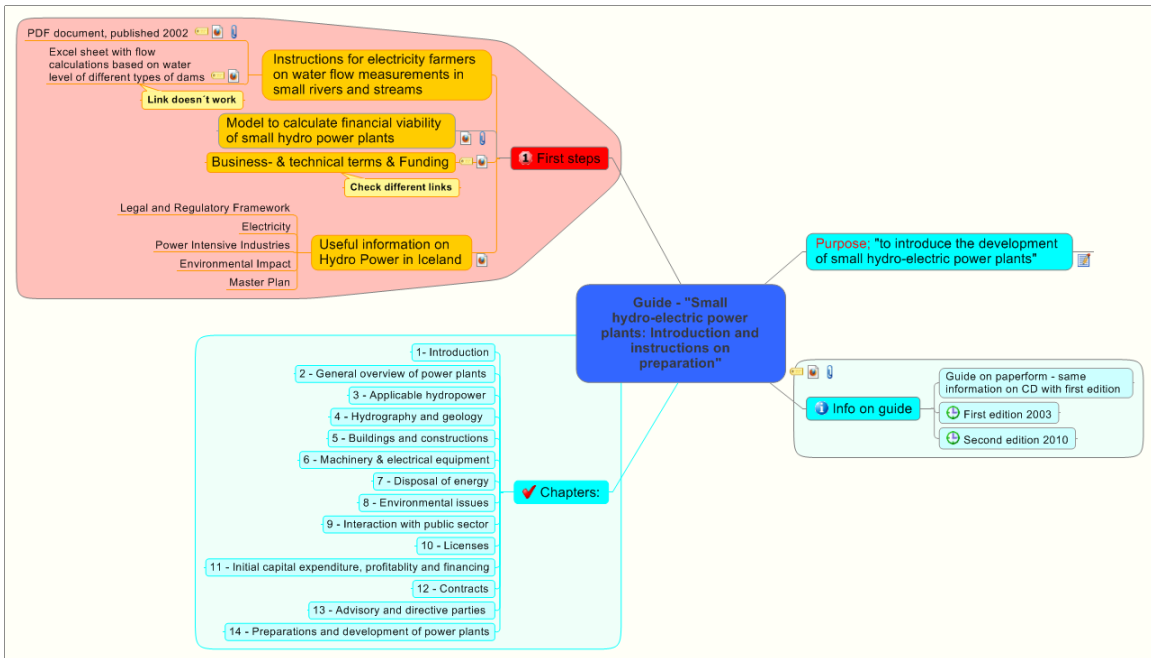 PDF document, published 2002
Excel sheet with flow
calculations based on water
level of different types of dams
Link doesn´t work
Instructions for electricity farmers
on water flow measurements in
small rivers and streams
Model to calculate financial viability
of small hydro power plants
Business- & technical terms & Funding
Check different links
Legal and Regulatory Framework
Electricity
Power Intensive Industries
Environmental Impact
Master Plan
Useful information on
Hydro Power in Iceland
1 First steps
Purpose; "to introduce the development
of small hydro-electric power plants"
Guide - "Small
hydro-electric power
plants: Introduction and
instructions on
preparation"
Info on guide
Guide on paperform - same
information on CD with first edition
First edition 2003
Second edition 2010
Chapters:
1- Introduction
2 - General overview of power plants
3 - Applicable hydropower
4 - Hydrography and geology
5 - Buildings and constructions
6 - Machinery & electrical equipment
7 - Disposal of energy
8 - Environmental issues
9 - Interaction with public sector
10 - Licenses
11 - Initial capital expenditure, profitablity and financing
12 - Contracts
13 - Advisory and directive parties
14 - Preparations and development of power plants